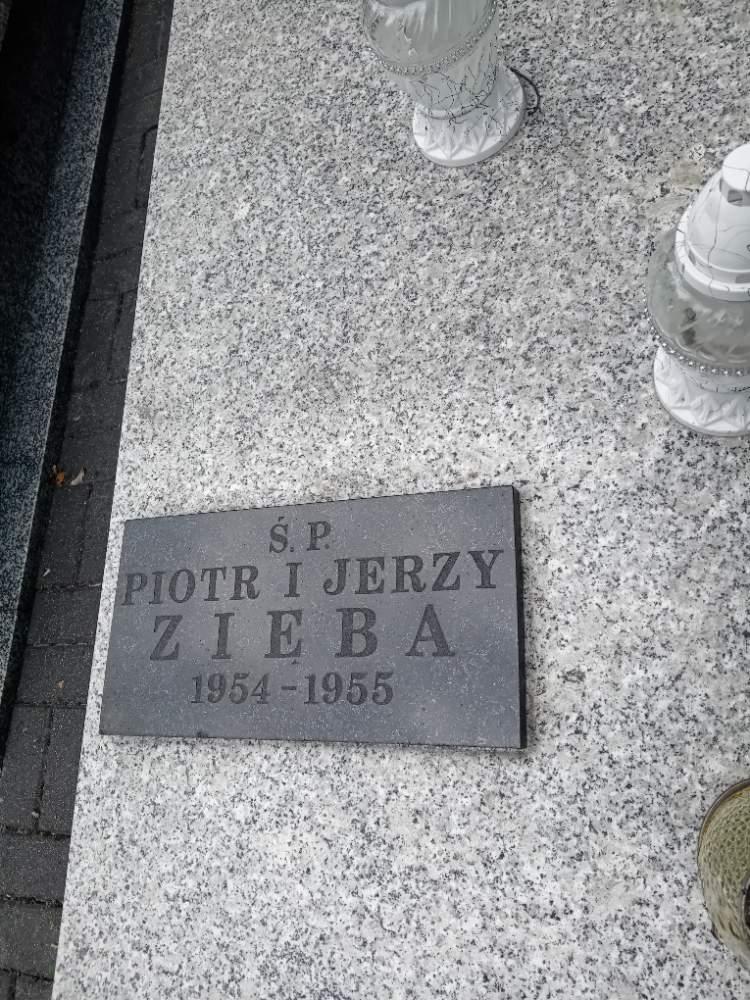 Ś. P.
PIOTR I JERZY
ZIĘBA
1954 - 1955